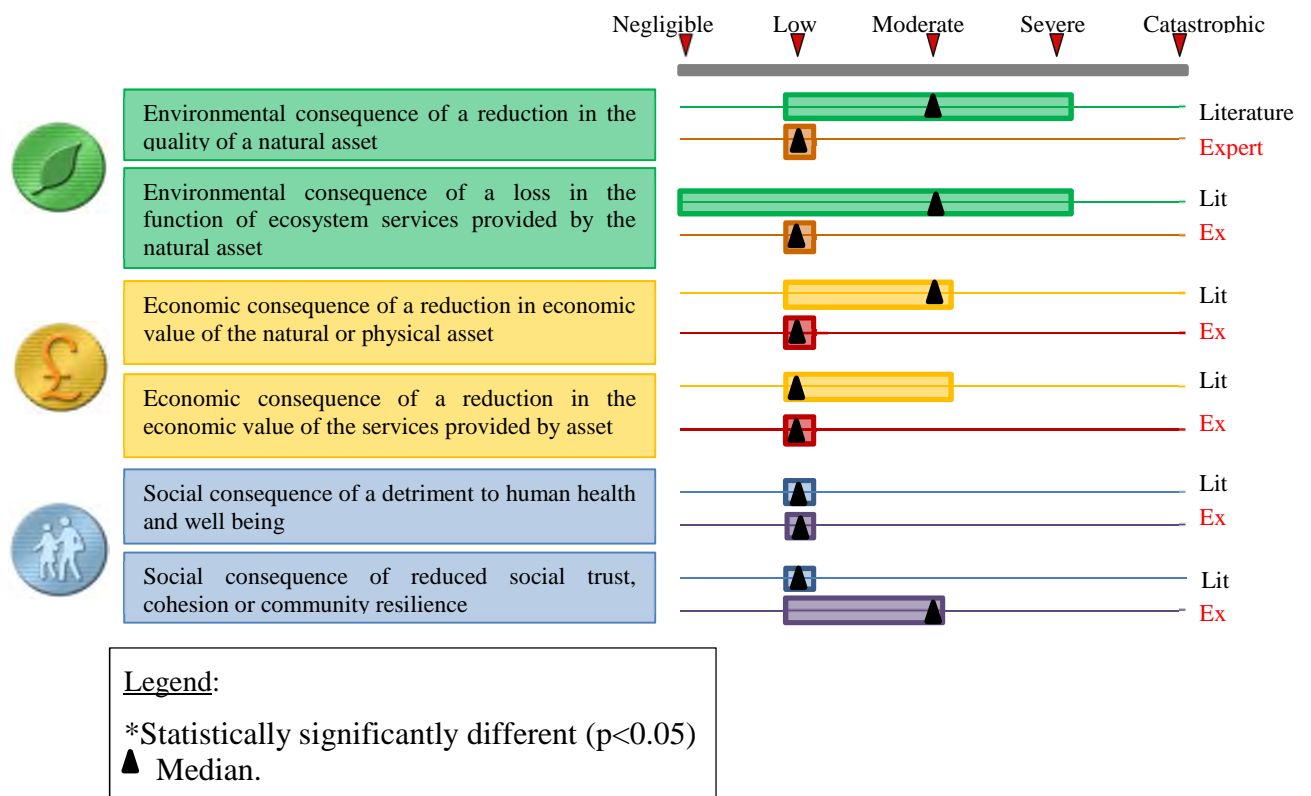 Negligible Low Moderate Severe Catastrophic
Environmental consequence of a reduction in the
quality of a natural asset
Literature
Expert
Environmental consequence of a loss in the
function of ecosystem services provided by the
natural asset
Lit
Ex
Economic consequence of a reduction in economic
value of the natural or physical asset
Lit
Ex
Economic consequence of a reduction in the
economic value of the services provided by asset
Lit
Ex
Social consequence of a detriment to human health
and well being
Lit
Ex
Social consequence of reduced social trust,
cohesion or community resilience
Lit
Ex
£
Legend:
*Statistically significantly different (p<0.05)
Median.